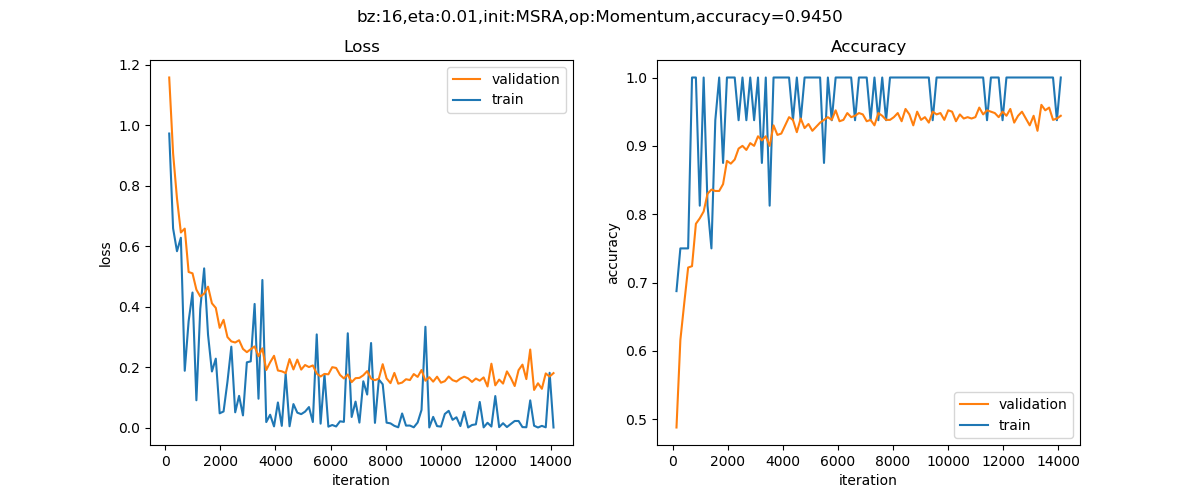 bz:16,eta:0.01,init:MSRA,op:Momentum,accuracy=0.9450
Loss
1.2
1.0
0.8
0.6
0.4
0.2
0.0
loss
0
2000
4000
6000
8000
10000
12000
14000
iteration
validation
train
Accuracy
1.0
0.9
0.8
0.7
0.6
0.5
accuracy
0
2000
4000
6000
8000
10000
12000
14000
iteration
validation
train